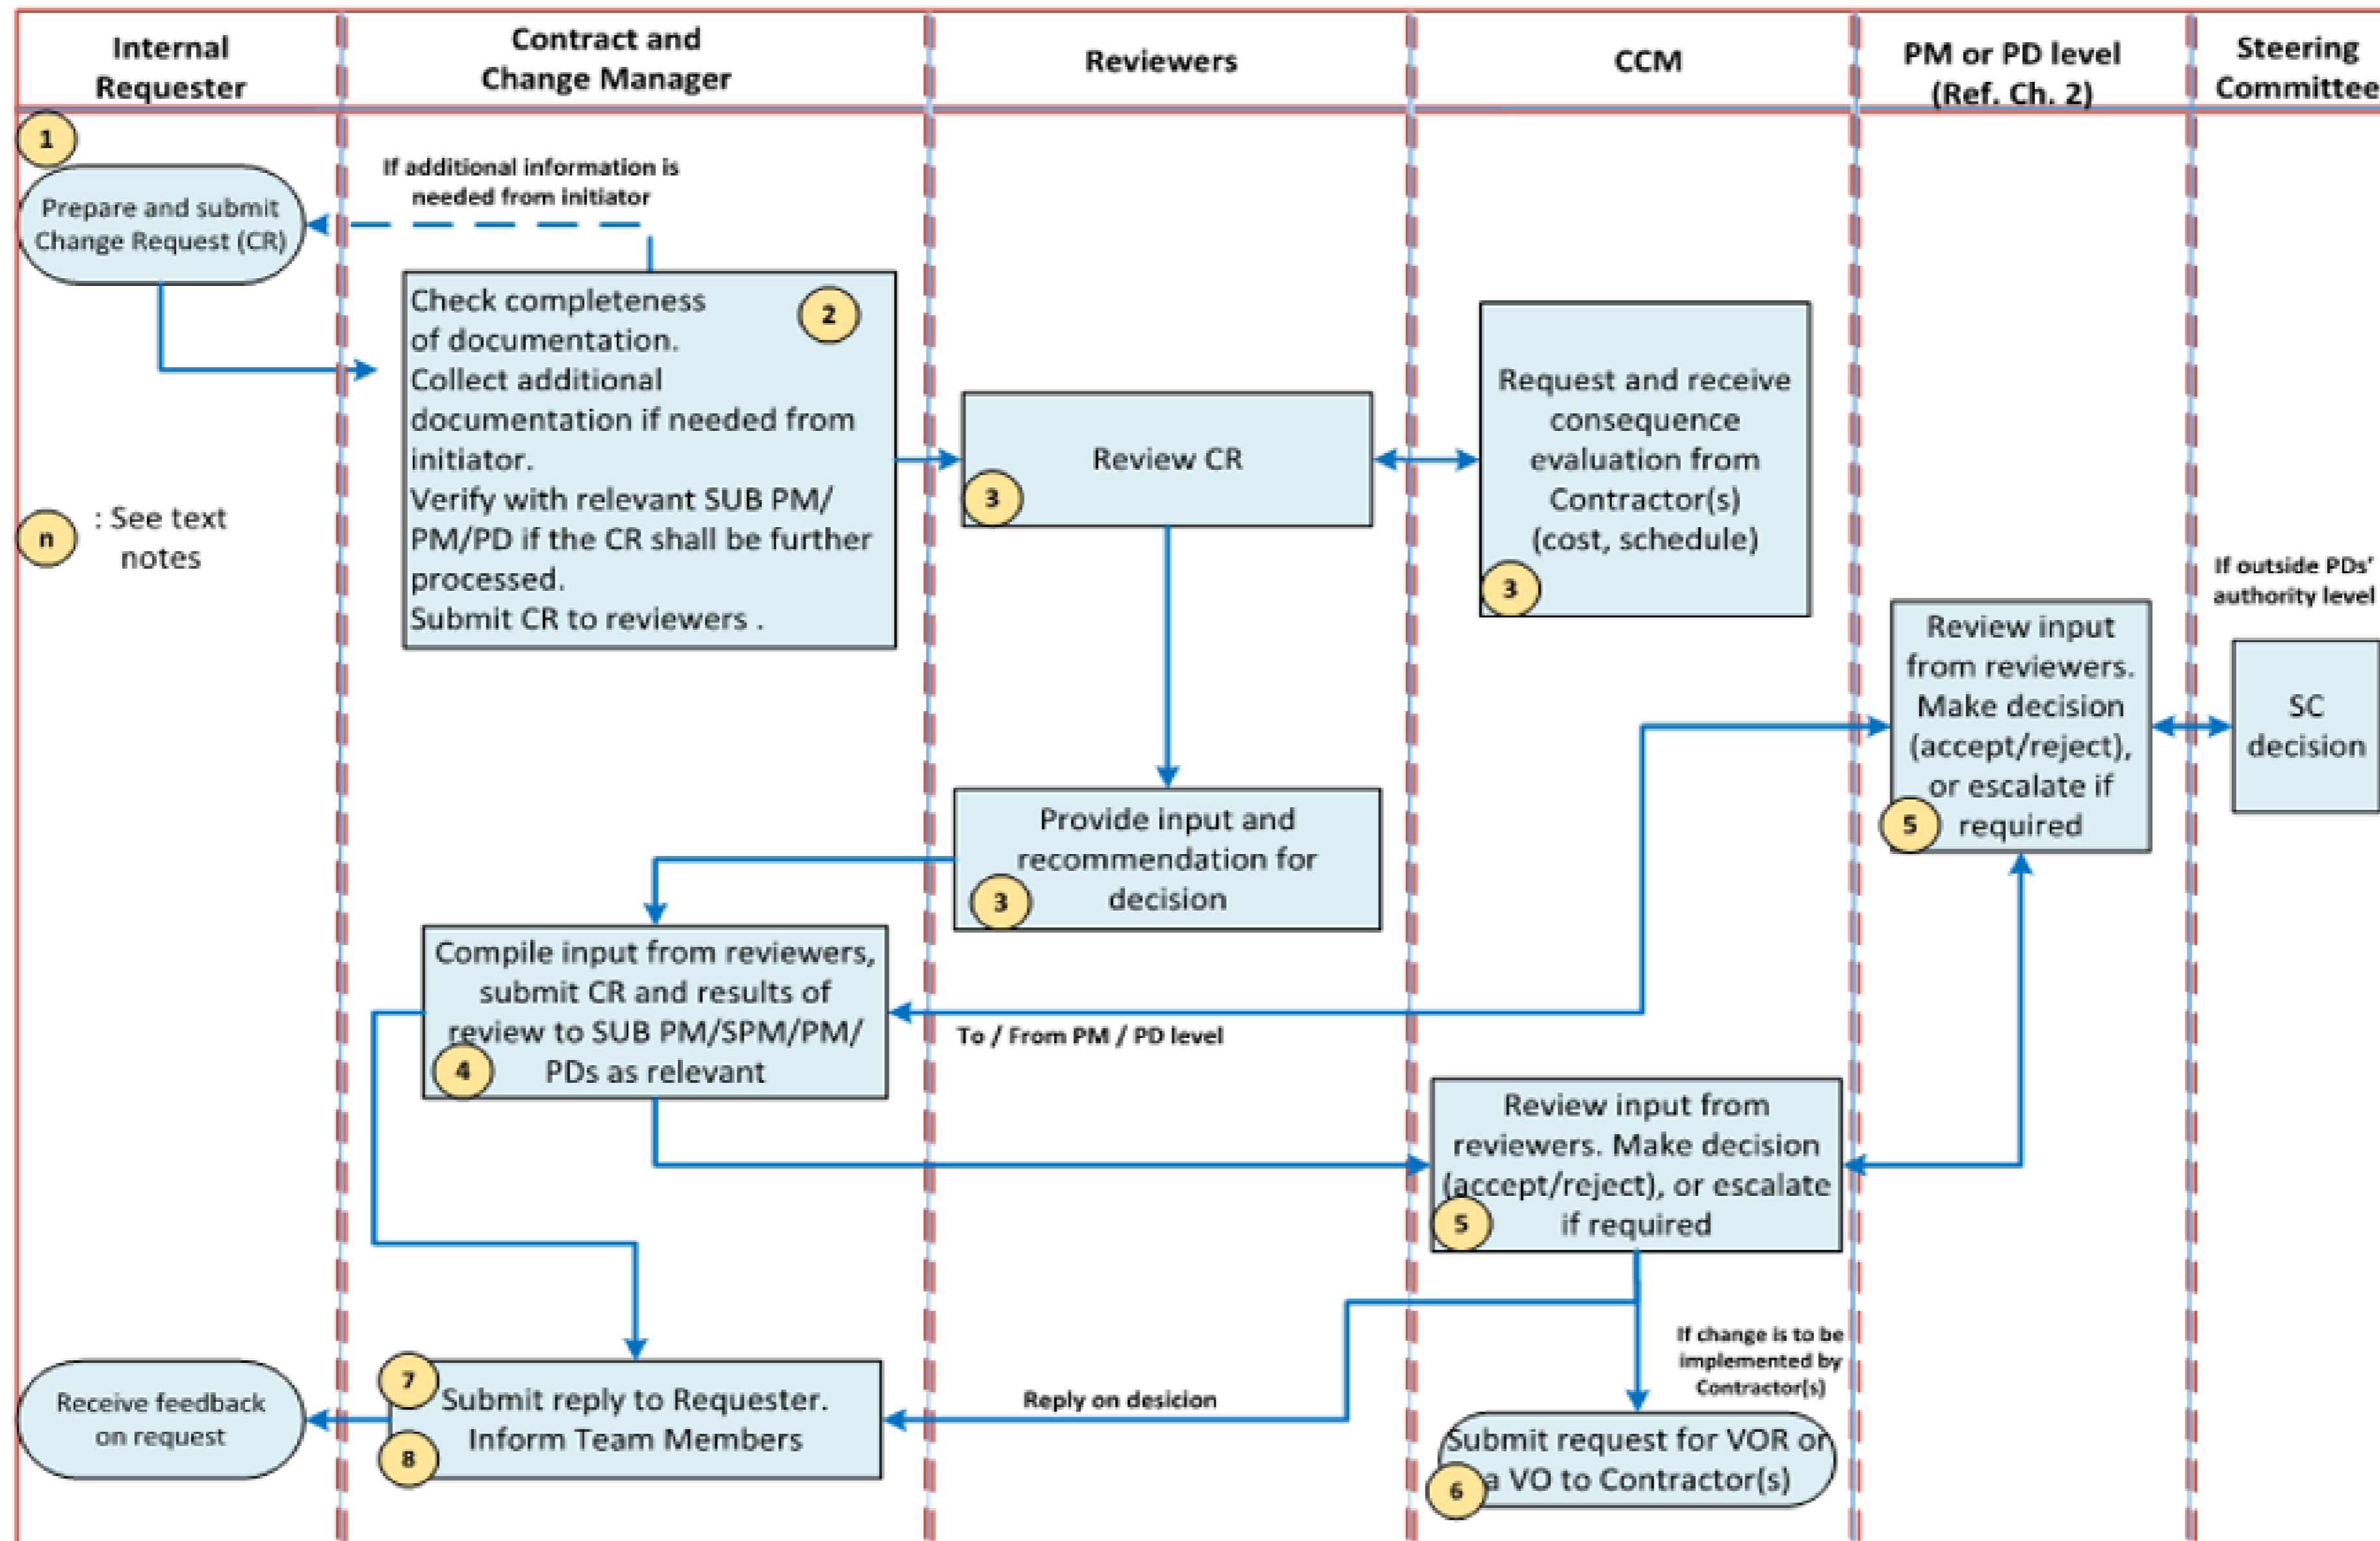 Internal
Requester
Contract and
Change Manager
Reviewers
CCM
PM or PD level
(Ref. Ch. 2)
Steering
Committee
1
Prepare and submit
Change Request (CR)
If additional information is
needed from initiator
Check completeness
of documentation.
Collect additional
documentation if needed from
initiator.
Verify with relevant SUB PM/
PM/PD if the CR shall be further
processed.
Submit CR to reviewers .
2
n
: See text
notes
Review CR
3
Request and receive
consequence
evaluation from
Contractor(s)
(cost, schedule)
3
If outside PDs'
authority level
Review input
from reviewers.
Make decision
(accept/reject),
or escalate if
required
5
SC
decision
Provide input and
recommendation for
decision
3
Compile input from reviewers,
submit CR and results of
review to SUB PM/SPM/PM/
PDs as relevant
4
To / From PM / PD level
Review input from
reviewers. Make decision
(accept/reject), or escalate
if required
5
If change is to be
implemented by
Contractor(s)
Receive feedback
on request
7
Submit reply to Requester.
Inform Team Members
8
Reply on desicion
Submit request for VOR or
a VO to Contractor(s)
6